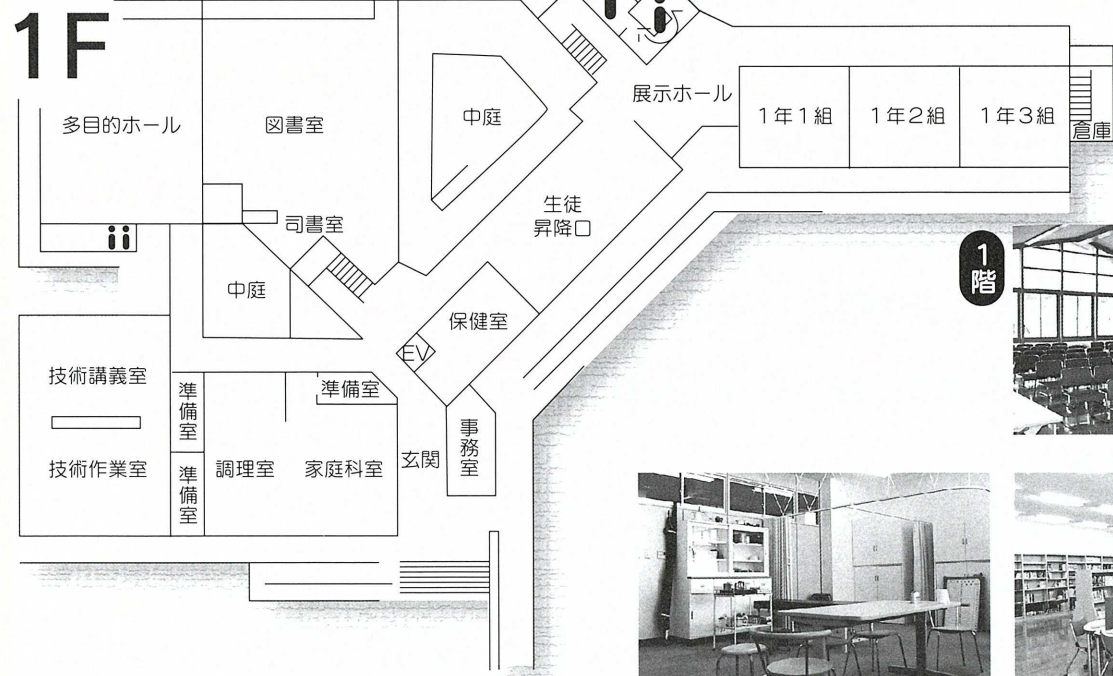 1F
展示ホール
1年1組
1年2組
1年3組
倉庫
多目的ホール
図書室
中庭
生徒
昇降口
司書室
中庭
1階
保健室
EV
技術講義室
準備室
準備室
事務室
技術作業室
準備室
調理室
家庭科室
玄関